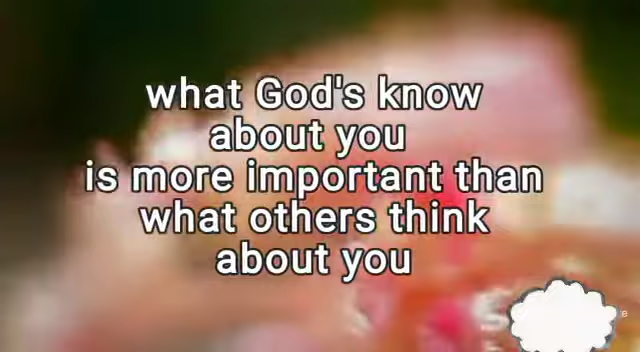 what God's know
about you
is more important than
what others think
about you